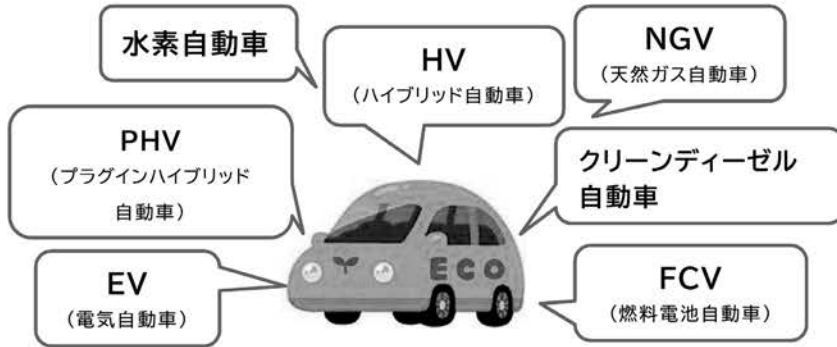 水素自動車
HV
（ハイブリッド自動車）
NGV
（天然ガス自動車）
PHV
（プラグインハイブリッド
自動車）
クリーンディーゼル
自動車
EV
（電気自動車）
ECO
FCV
（燃料電池自動車）